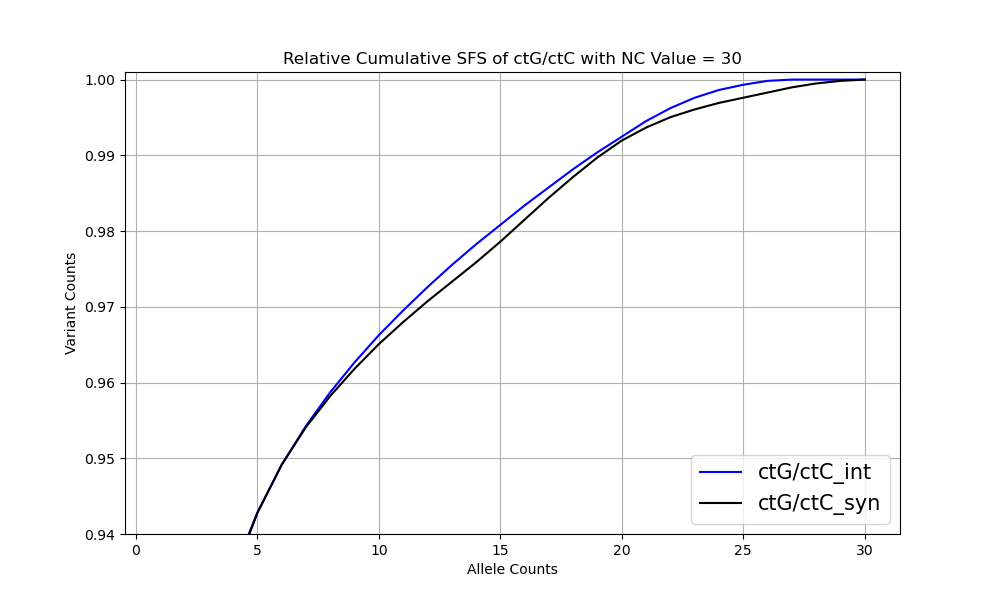 Relative Cumulative SFS of ctG/ctC with NC Value = 30
1.00
0.99
0.98
0.97
0.96
0.95
0.94
Variant Counts
0 5 10 15 20 25 30
Allele Counts
ctG/ctC_int
ctG/ctC_syn